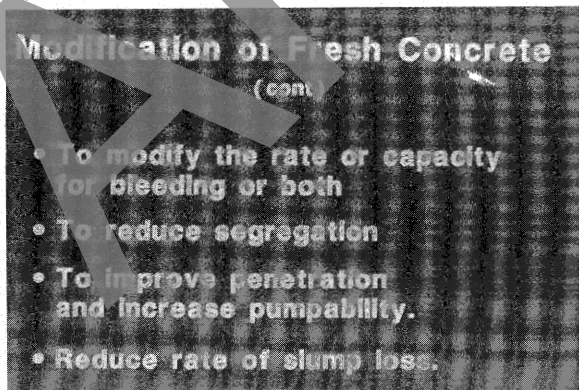 Modification of Fresh Concrete
(cont)
• To modify the rate or capacity
for bleeding or both
• To reduce segregation
• To improve penetration
and increase pumpability.
• Reduce rate of slump loss.